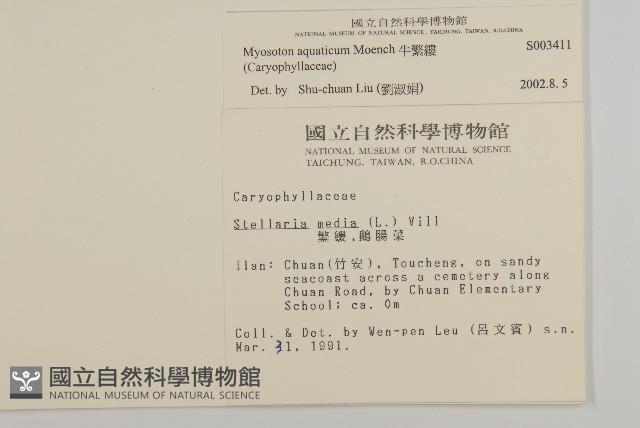 國立自然科學博物館
NATIONAL MUSEUM OF NATURAL SCIENCE, TAICHUNG, TAIWAN, R.O.CHINA
Myosoton aquaticum Moench 牛繁縷 S003411
(Caryophyllaceae)
Det. by Shu-chuan Liu (劉淑娟) 2002.8.5
國立自然科學博物館
NATIONAL MUSEUM OF NATURAL SCIENCE
TAICHUNG, TAIWAN, R.O.CHINA
Caryophyllaceae
Stellaria media (L.) Vill
繁縷,鵝腸菜
Ilan: Chuan(竹安), Toucheng, on sandy
seacoast across a cemetery along
Chuan Road, by Chuan Elementary
School; ca. 0m
Coll. & Det. by Wen-pen Leu (呂文賓) s.n.
Mar. 31, 1991.
國立自然科學博物館
NATIONAL MUSEUM OF NATURAL SCIENCE